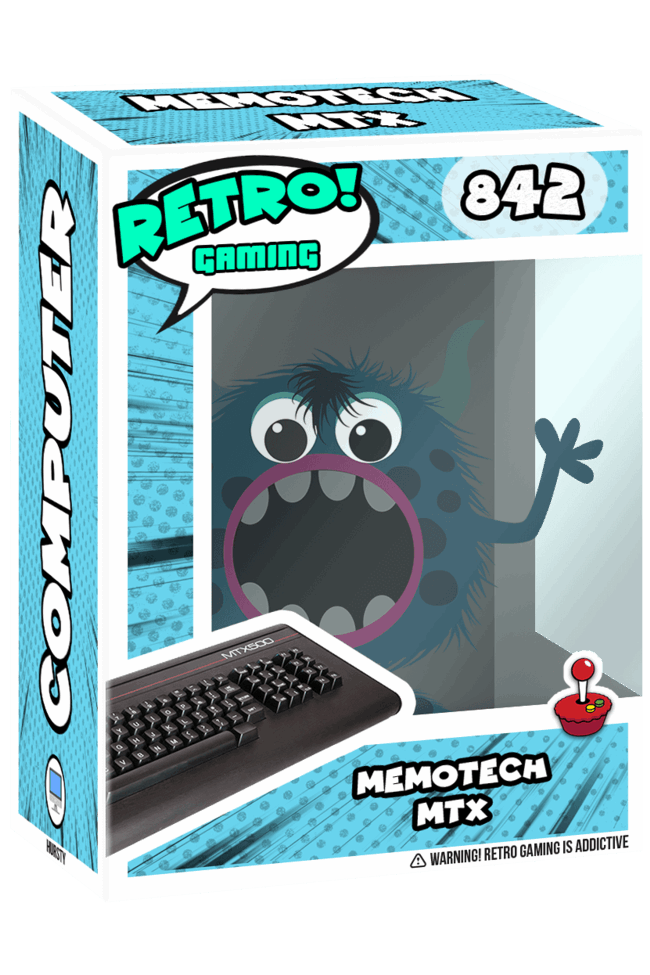 MEMOTECH
MTX
RETRO!
GAMING
842
COMPUTER
MTX500
MEMOTECH
MTX
WARNING! RETRO GAMING IS ADDICTIVE
HURSTY